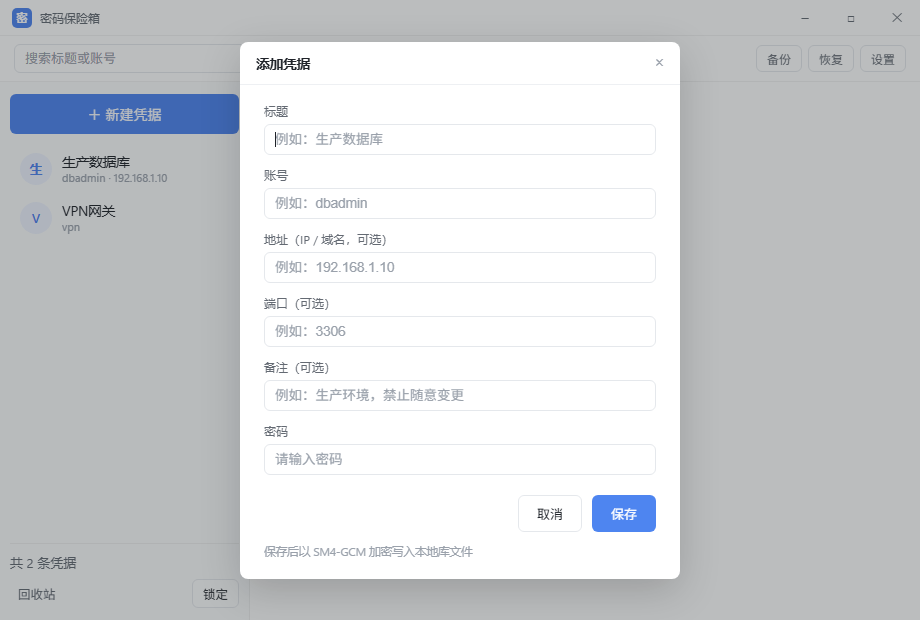 密 密码保险箱
搜索标题或账号
备份 恢复 设置
+ 新建凭据
生 生产数据库
dbadmin · 192.168.1.10
V VPN网关
vpn
共 2 条凭据
回收站 锁定
添加凭据 ×
标题
例如：生产数据库
账号
例如：dbadmin
地址（IP / 域名，可选）
例如：192.168.1.10
端口（可选）
例如：3306
备注（可选）
例如：生产环境，禁止随意变更
密码
请输入密码
取消 保存
保存后以 SM4-GCM 加密写入本地库文件